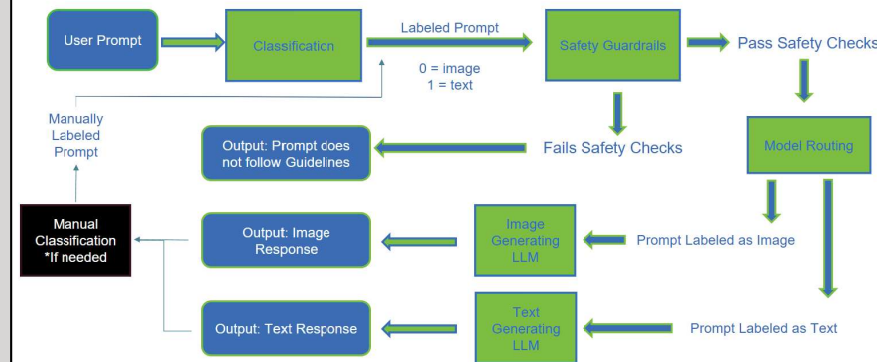 User Prompt
Classification
Labeled Prompt
0 = image
1 = text
Safety Guardrails
Pass Safety Checks
Manually
Labeled
Prompt
Output: Prompt does
not follow Guidelines
Fails Safety Checks
Model Routing
Manual
Classification
*If needed
Output: Image
Response
Image
Generating
LLM
Prompt Labeled as Image
Output: Text Response
Text
Generating
LLM
Prompt Labeled as Text